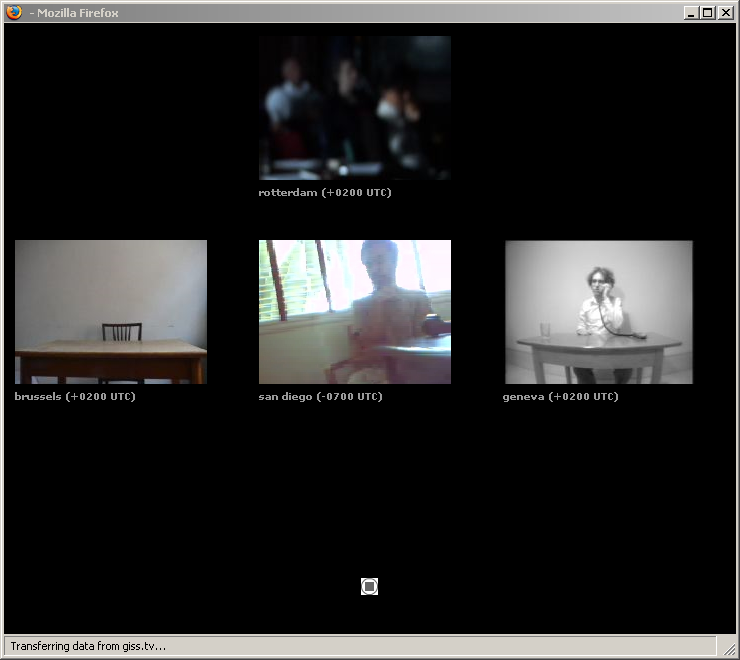 - Mozilla Firefox
rotterdam (+0200 UTC)
brussels (+0200 UTC)
san diego (-0700 UTC)
geneva (+0200 UTC)
Transferring data from giss.tv...